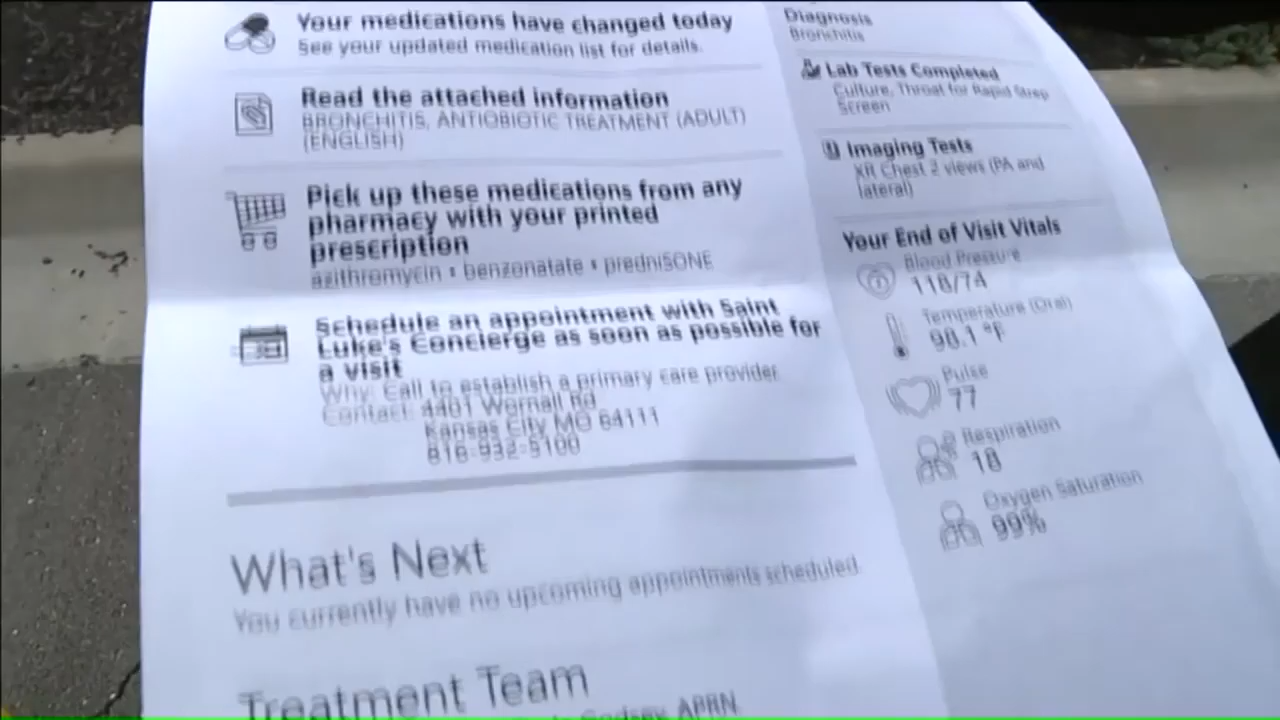 Your medications have changed today
See your updated medication list for details.
Read the attached information
BRONCHITIS, ANTIOBIOTIC TREATMENT (ADULT)
(ENGLISH)
Pick up these medications from any
pharmacy with your printed
prescription
azithromycin • benzonatate • predniSONE
Schedule an appointment with Saint
Luke's Concierge as soon as possible for
a visit
Why: Call to establish a primary care provider
Contact: 4401 Wornall Rd
Kansas City MO 64111
816-932-5100
What's Next
You currently have no upcoming appointments scheduled.
Treatment Team
Godsey, APRN
Diagnosis
Bronchitis
Lab Tests Completed
Culture, Throat for Rapid Strep
Screen
Imaging Tests
XR Chest 2 views (PA and
lateral)
Your End of Visit Vitals
Blood Pressure
118/74
Temperature (Oral)
98.1 °F
Pulse
77
Respiration
18
Oxygen Saturation
99%